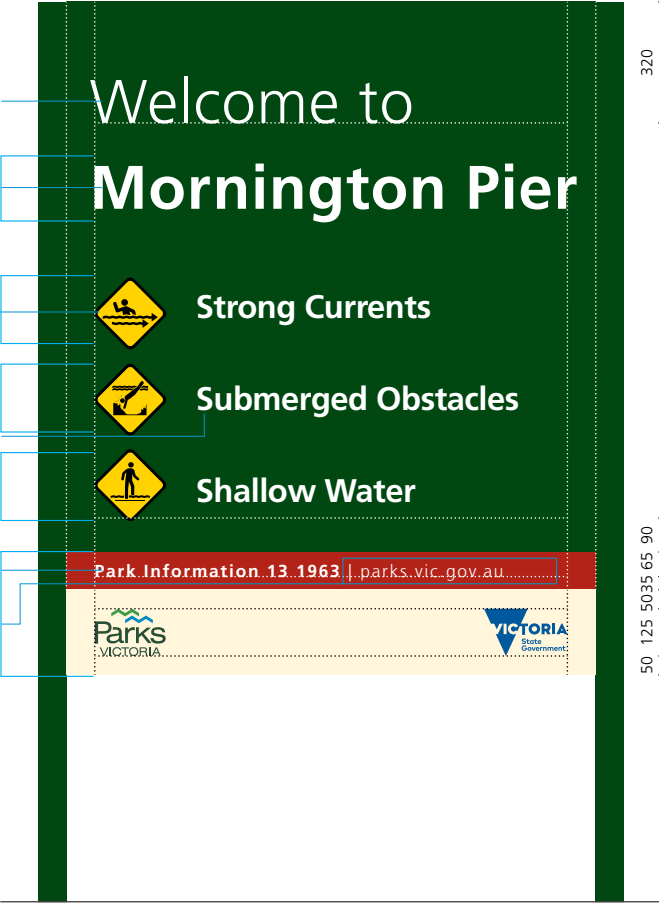 Welcome to
Mornington Pier
Strong Currents
Submerged Obstacles
Shallow Water
Park Information 13 1963 | parks.vic.gov.au
Parks
VICTORIA
VICTORIA
State
Government
320
90
65
35
50
125
50